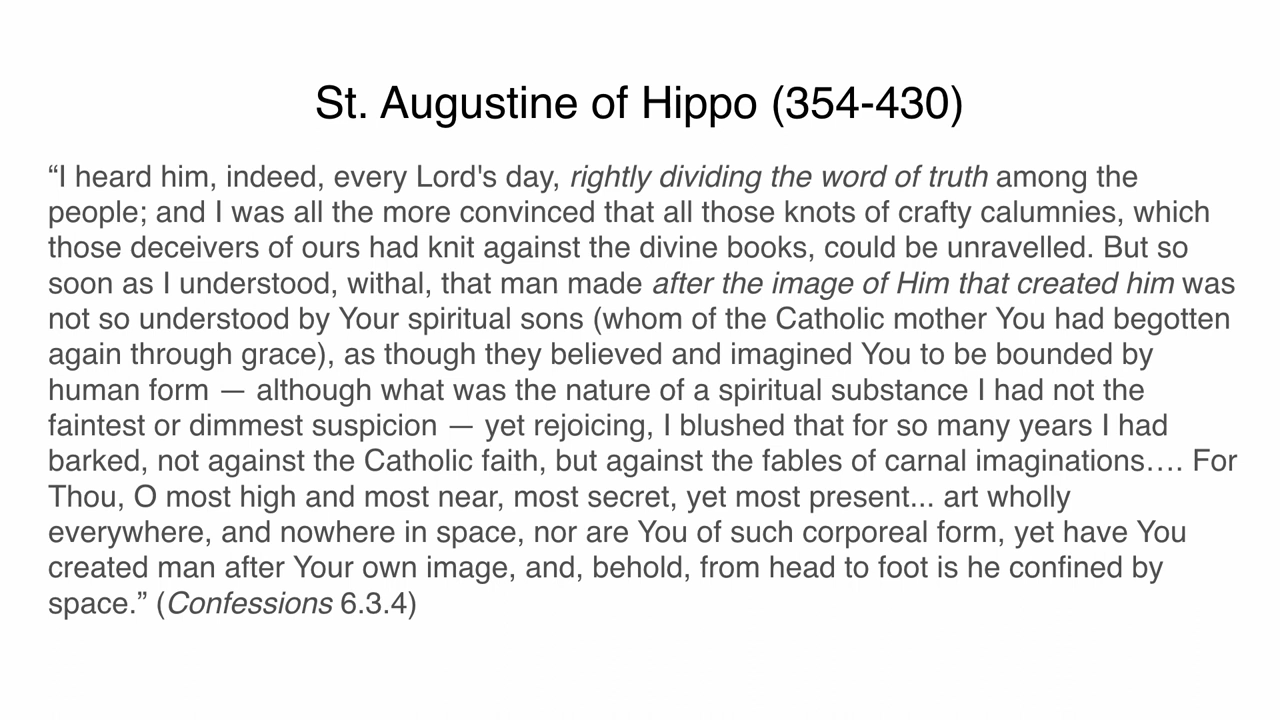 St. Augustine of Hippo (354-430)
“I heard him, indeed, every Lord's day, rightly dividing the word of truth among the
people; and I was all the more convinced that all those knots of crafty calumnies, which
those deceivers of ours had knit against the divine books, could be unravelled. But so
soon as I understood, withal, that man made after the image of Him that created him was
not so understood by Your spiritual sons (whom of the Catholic mother You had begotten
again through grace), as though they believed and imagined You to be bounded by
human form — although what was the nature of a spiritual substance I had not the
faintest or dimmest suspicion — yet rejoicing, I blushed that for so many years I had
barked, not against the Catholic faith, but against the fables of carnal imaginations…. For
Thou, O most high and most near, most secret, yet most present... art wholly
everywhere, and nowhere in space, nor are You of such corporeal form, yet have You
created man after Your own image, and, behold, from head to foot is he confined by
space.” (Confessions 6.3.4)